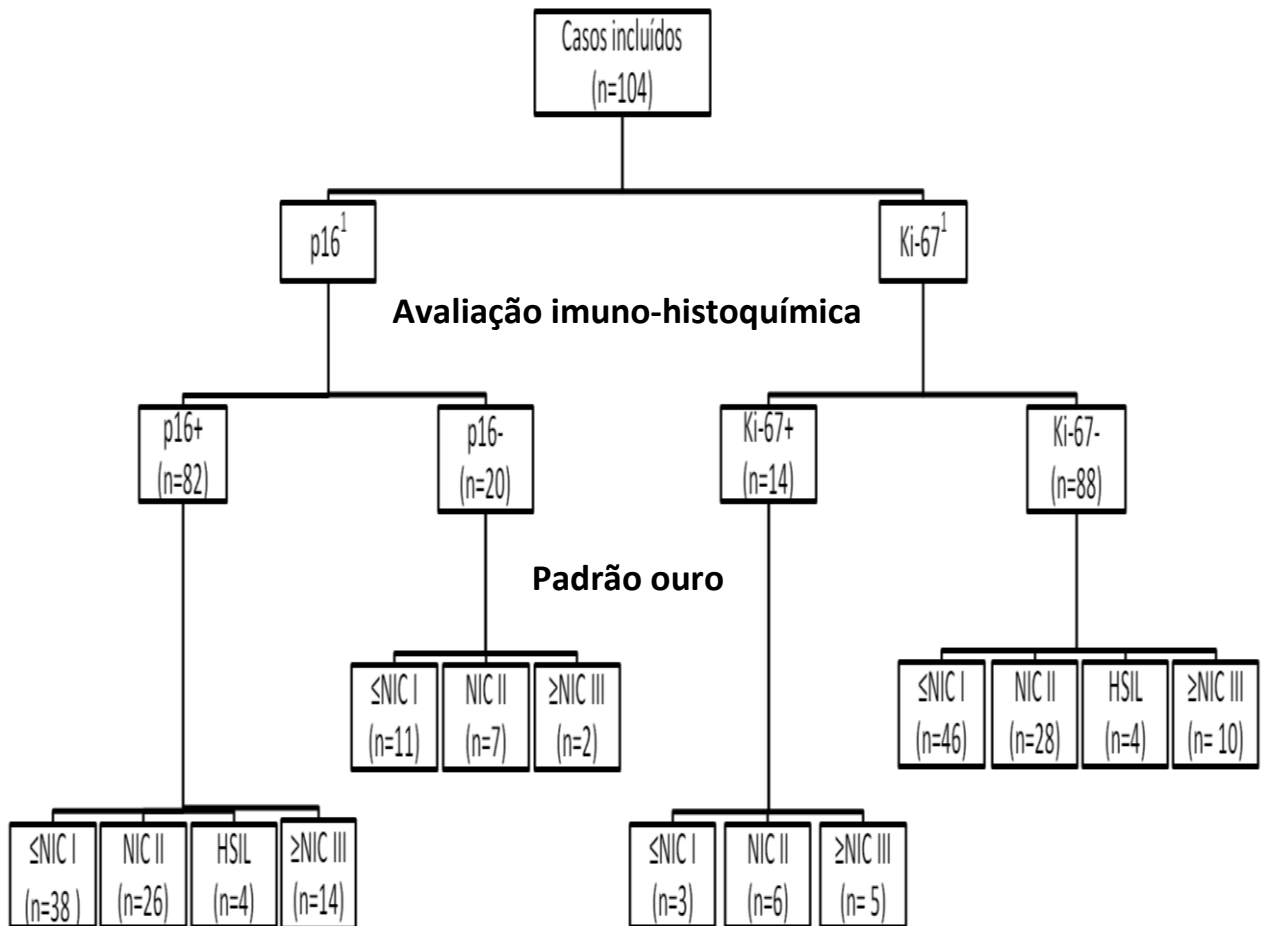 Casos incluídos
(n=104)
p16¹
Ki-67¹
Avaliação imuno-histoquímica
p16+
(n=82)
p16-
(n=20)
Ki-67+
(n=14)
Ki-67-
(n=88)
Padrão ouro
≤NIC I
(n=11)
NIC II
(n=7)
≥NIC III
(n=2)
≤NIC I
(n=46)
NIC II
(n=28)
HSIL
(n=4)
≥NIC III
(n= 10)
≤NIC I
(n=38 )
NIC II
(n=26)
HSIL
(n=4)
≥NIC III
(n=14)
≤NIC I
(n=3)
NIC II
(n=6)
≥NIC III
(n= 5)